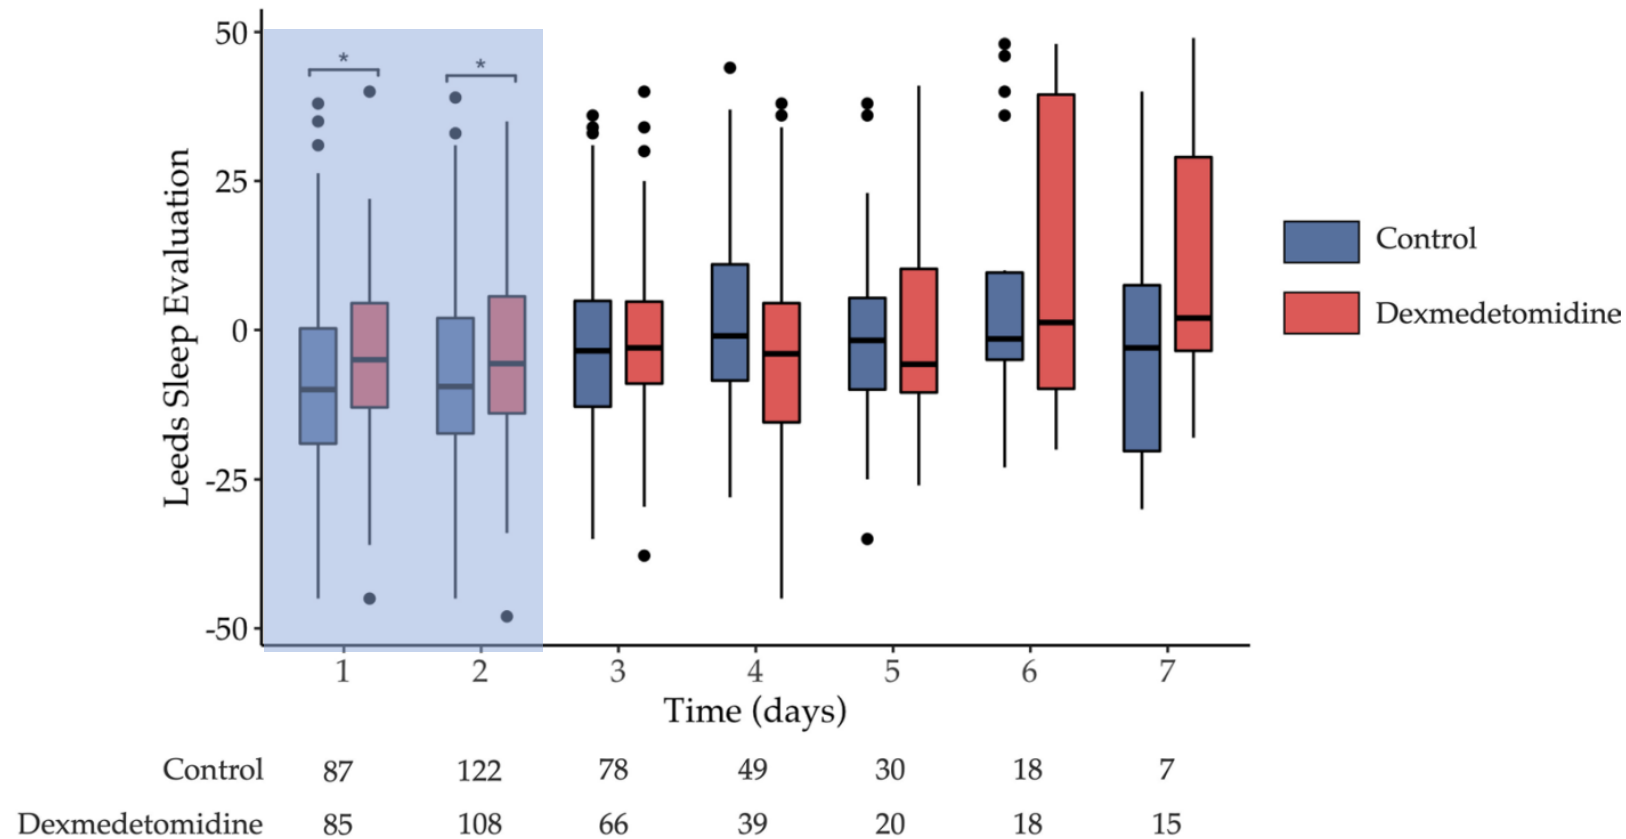 50
* *
25
0
-25
-50
Leeds Sleep Evaluation
Control
Dexmedetomidine
1 2 3 4 5 6 7
Time (days)
Control 87 122 78 49 30 18 7
Dexmedetomidine 85 108 66 39 20 18 15